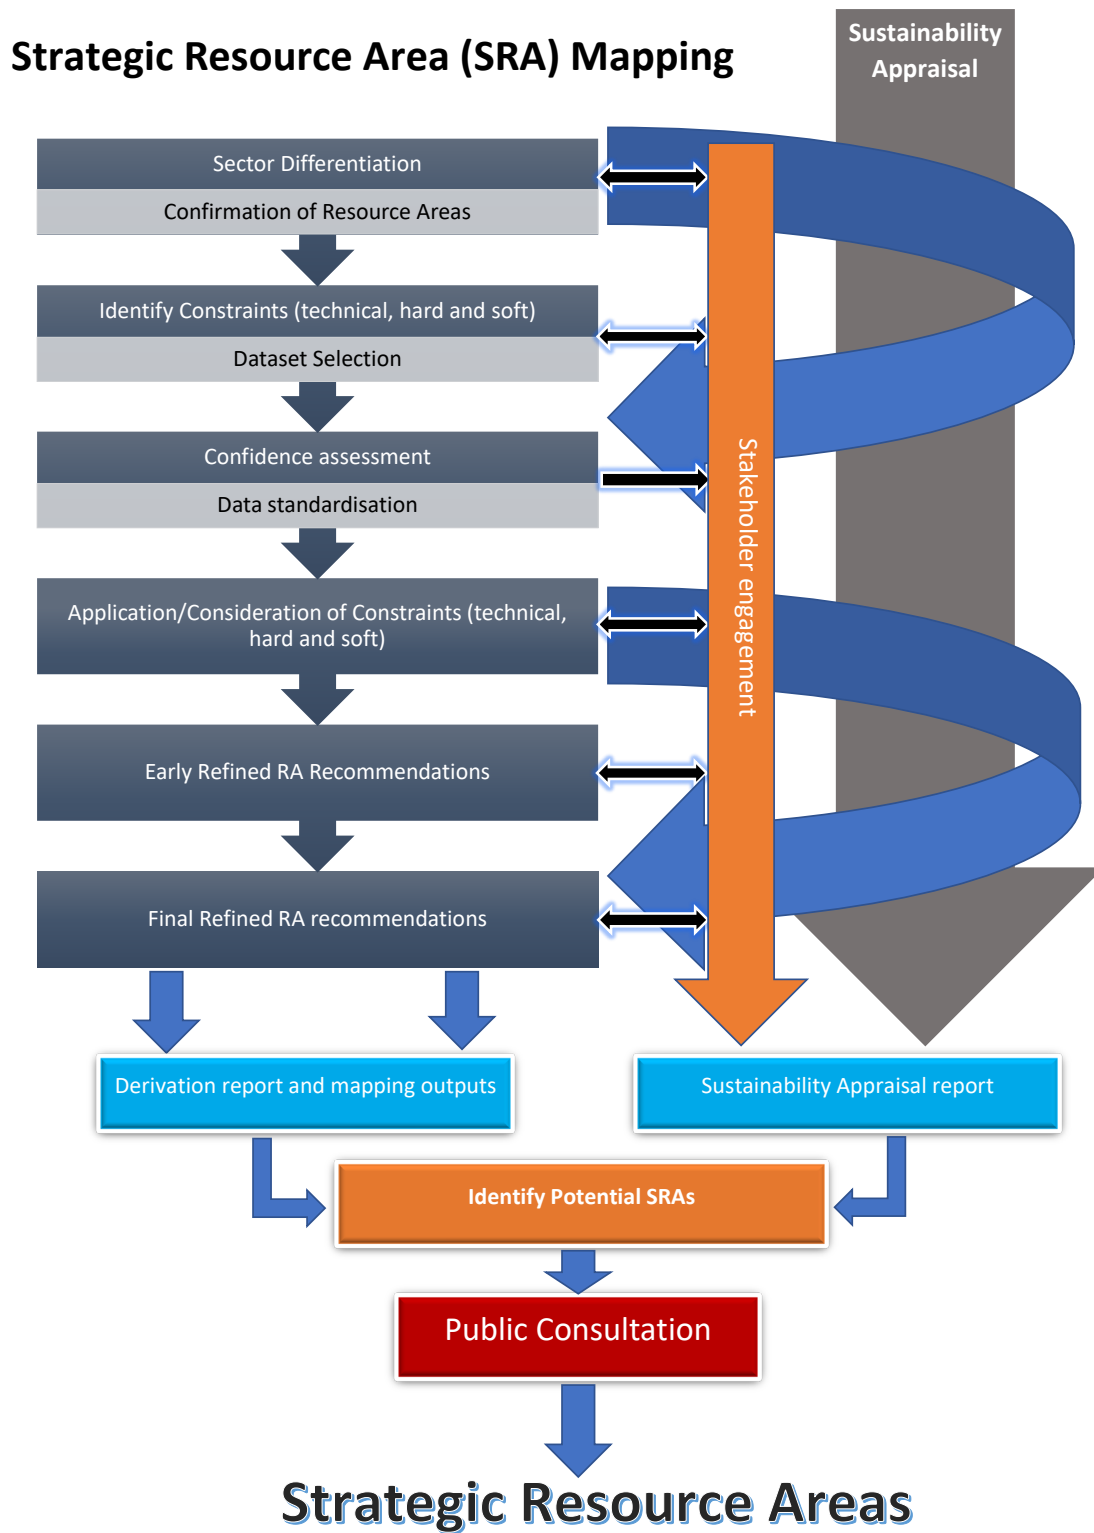 Strategic Resource Area (SRA) Mapping
Sustainability
Appraisal
Sector Differentiation
Confirmation of Resource Areas
Identify Constraints (technical, hard and soft)
Dataset Selection
Confidence assessment
Data standardisation
Application/Consideration of Constraints (technical,
hard and soft)
Early Refined RA Recommendations
Final Refined RA recommendations
Stakeholder engagement
Derivation report and mapping outputs
Sustainability Appraisal report
Identify Potential SRAs
Public Consultation
Strategic Resource Areas